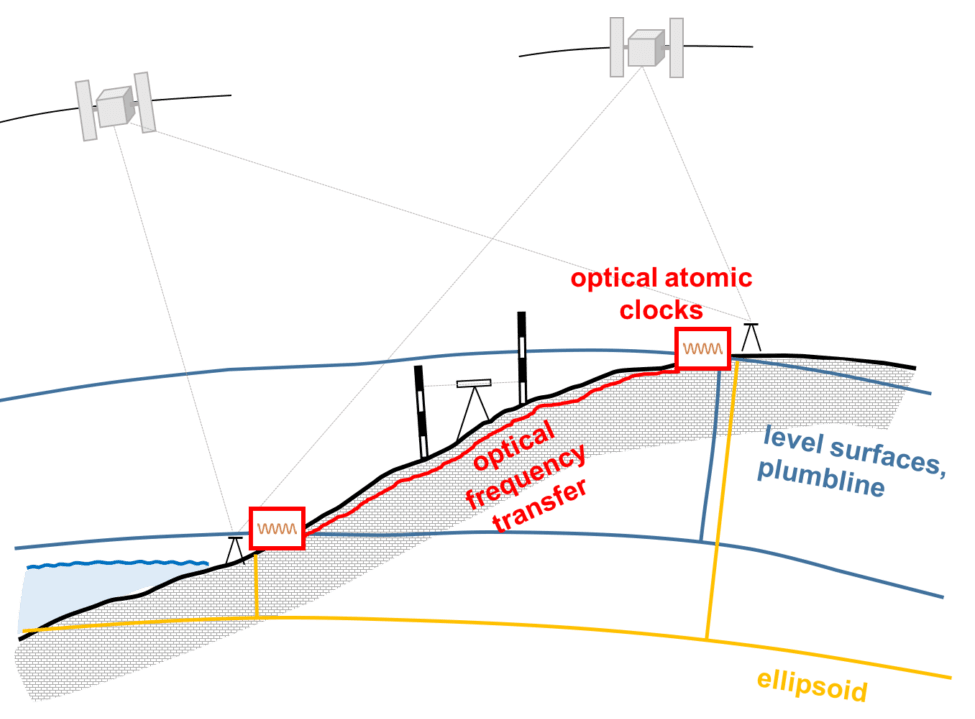 optical atomic
clocks
optical
frequency
transfer
level surfaces,
plumbline
ellipsoid